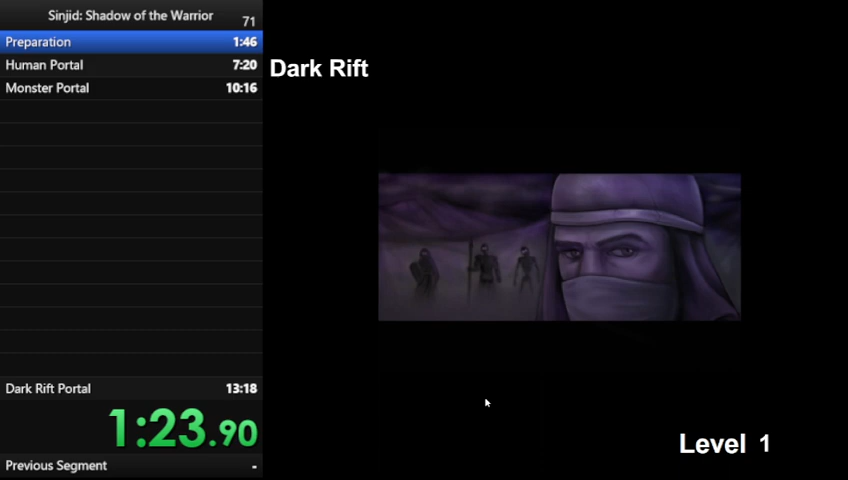 Sinjid: Shadow of the Warrior 71
Preparation 1:46
Human Portal 7:20
Monster Portal 10:16
Dark Rift
Dark Rift Portal 13:18
1:23.90
Level 1
Previous Segment -